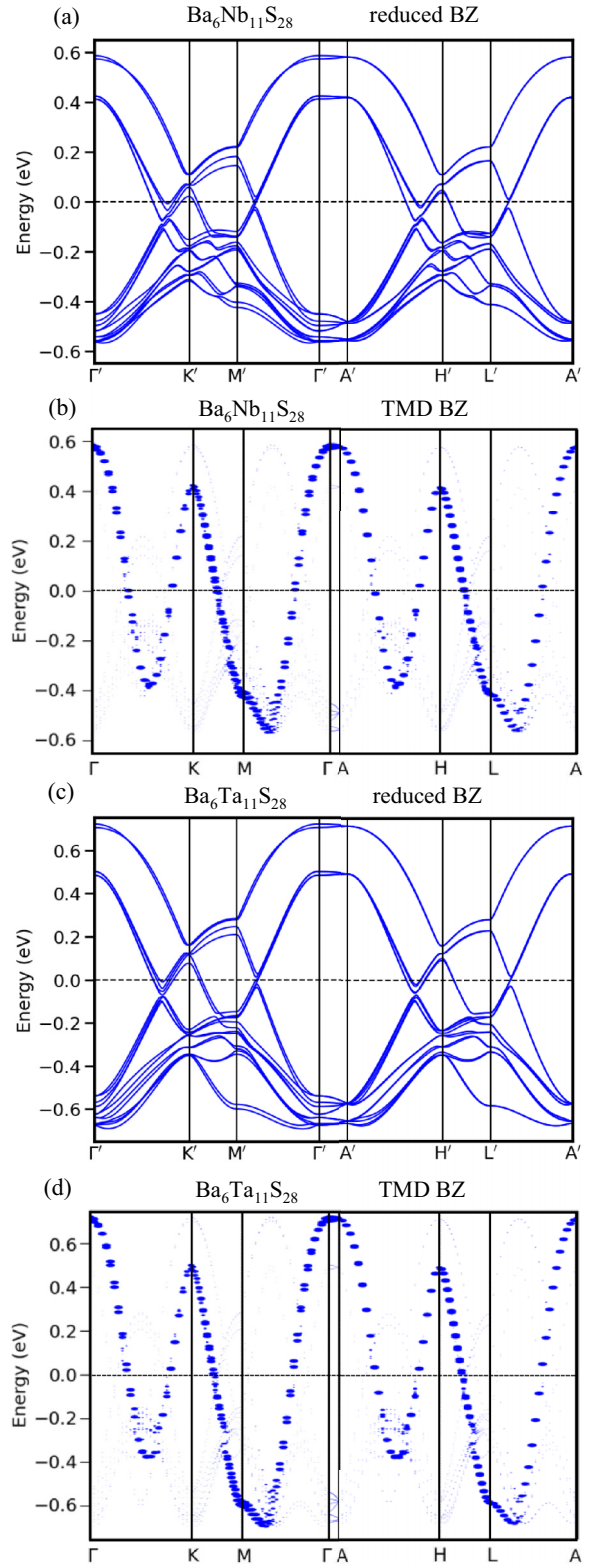 (a) Ba₆Nb₁₁S₂₈ reduced BZ
0.6
0.4
0.2
0.0
−0.2
−0.4
−0.6
Energy (eV)
Γ′ K′ M′ Γ′ A′ H′ L′ A′
(b) Ba₆Nb₁₁S₂₈ TMD BZ
0.6
0.4
0.2
0.0
−0.2
−0.4
−0.6
Energy (eV)
Γ K M Γ A H L A
(c) Ba₆Ta₁₁S₂₈ reduced BZ
0.6
0.4
0.2
0.0
−0.2
−0.4
−0.6
Energy (eV)
Γ′ K′ M′ Γ′ A′ H′ L′ A′
(d) Ba₆Ta₁₁S₂₈ TMD BZ
0.6
0.4
0.2
0.0
−0.2
−0.4
−0.6
Energy (eV)
Γ K M Γ A H L A